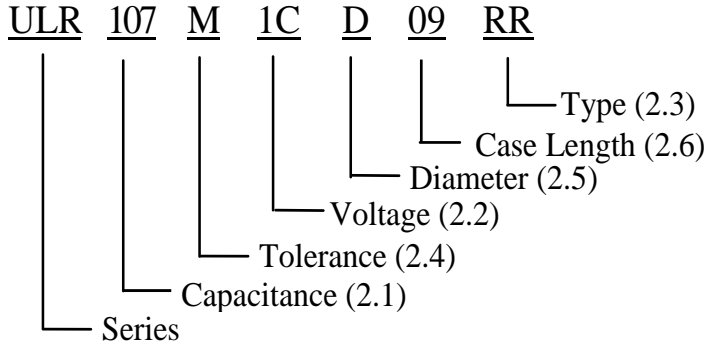 ULR 107 M 1C D 09 RR
Type (2.3)
Case Length (2.6)
Diameter (2.5)
Voltage (2.2)
Tolerance (2.4)
Capacitance (2.1)
Series